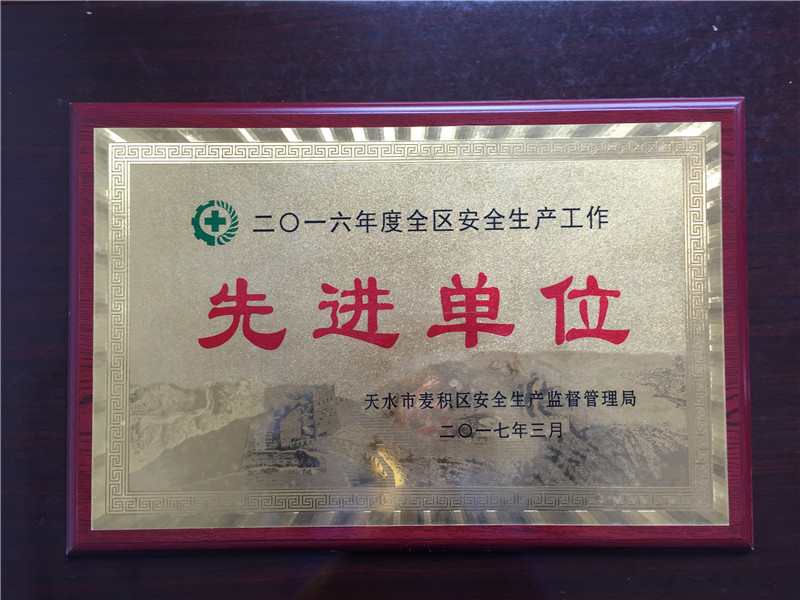 二〇一六年度全区安全生产工作
先进单位
天水市麦积区安全生产监督管理局
二〇一七年三月